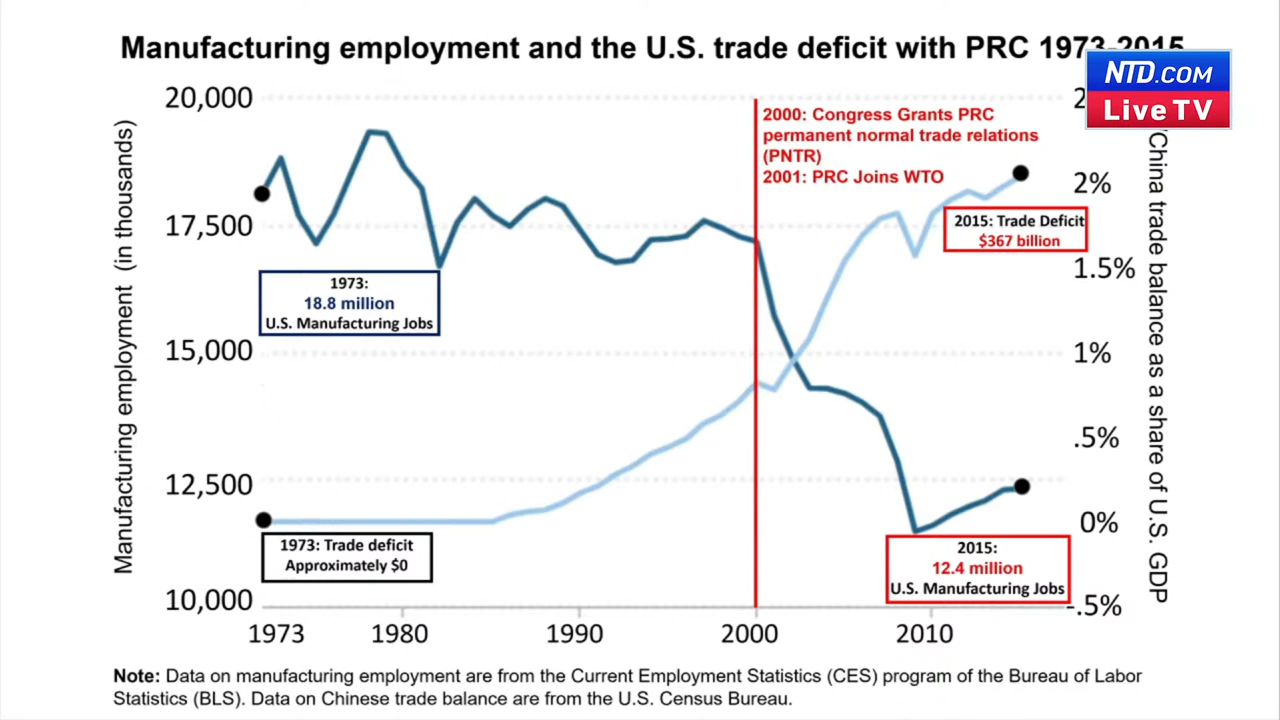 Manufacturing employment and the U.S. trade deficit with PRC 1973-2015
NTD.COM
Live TV
20,000
17,500
15,000
12,500
10,000
Manufacturing employment (in thousands)
2000: Congress Grants PRC
permanent normal trade relations
(PNTR)
2001: PRC Joins WTO
2015: Trade Deficit
$367 billion
1973:
18.8 million
U.S. Manufacturing Jobs
1973: Trade deficit
Approximately $0
2015:
12.4 million
U.S. Manufacturing Jobs
2%
1.5%
1%
.5%
0%
-.5%
China trade balance as a share of U.S. GDP
1973
1980
1990
2000
2010
Note: Data on manufacturing employment are from the Current Employment Statistics (CES) program of the Bureau of Labor
Statistics (BLS). Data on Chinese trade balance are from the U.S. Census Bureau.